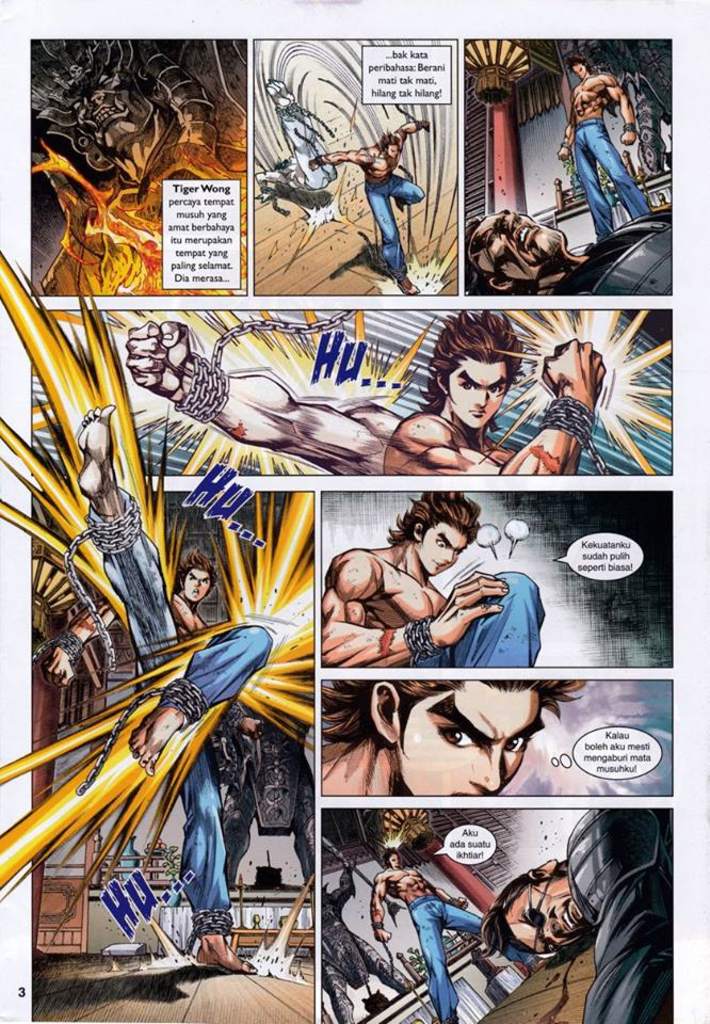 Tiger Wong
percaya tempat
musuh yang
amat berbahaya
itu merupakan
tempat yang
paling selamat.
Dia merasa...
...bak kata
peribahasa: Berani
mati tak mati,
hilang tak hilang!
HU...
HU...
Kekuatanku
sudah pulih
seperti biasa!
Kalau
boleh aku mesti
mengaburi mata
musuhku!
Aku
ada suatu
ikhtiar!
HU...
3